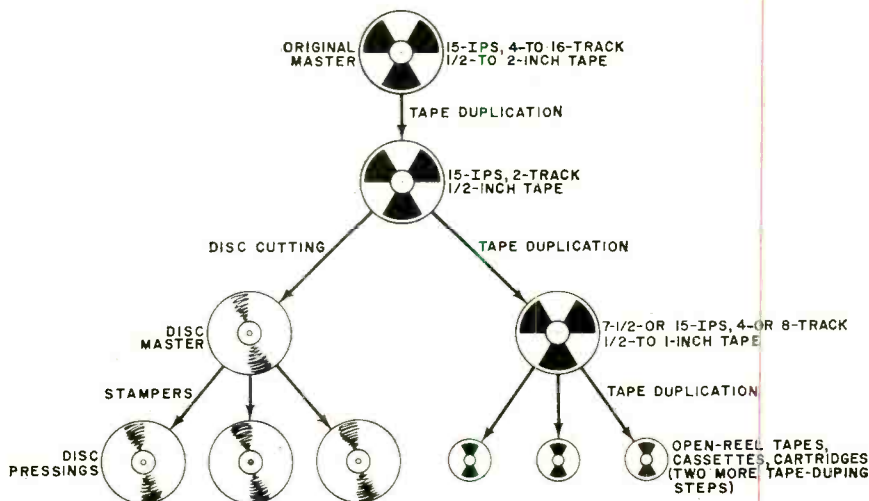 ORIGINAL
MASTER
15-IPS, 4-TO 16-TRACK
1/2-TO 2-INCH TAPE
TAPE DUPLICATION
15-IPS, 2-TRACK
1/2-INCH TAPE
DISC CUTTING
TAPE DUPLICATION
DISC
MASTER
7-1/2-OR 15-IPS, 4-OR 8-TRACK
1/2-TO 1-INCH TAPE
STAMPERS
TAPE DUPLICATION
DISC
PRESSINGS
OPEN-REEL TAPES,
CASSETTES, CARTRIDGES
(TWO MORE TAPE-DUPING
STEPS)